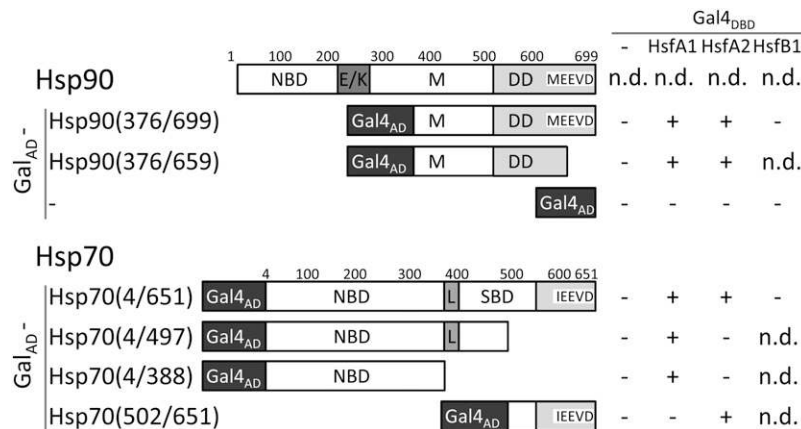 Gal4DBD
- HsfA1 HsfA2 HsfB1
1 100 200 300 400 500 600 699
Hsp90 NBD E/K M DD MEEVD n.d. n.d. n.d. n.d.
GalAD-
Hsp90(376/699) Gal4AD M DD MEEVD - + + -
Hsp90(376/659) Gal4AD M DD - + + n.d.
- Gal4AD - - - -
Hsp70
4 100 200 300 400 500 600 651
GalAD-
Hsp70(4/651) Gal4AD NBD L SBD IEEVD - + + -
Hsp70(4/497) Gal4AD NBD L - + - n.d.
Hsp70(4/388) Gal4AD NBD - + - n.d.
Hsp70(502/651) Gal4AD IEEVD - - + n.d.